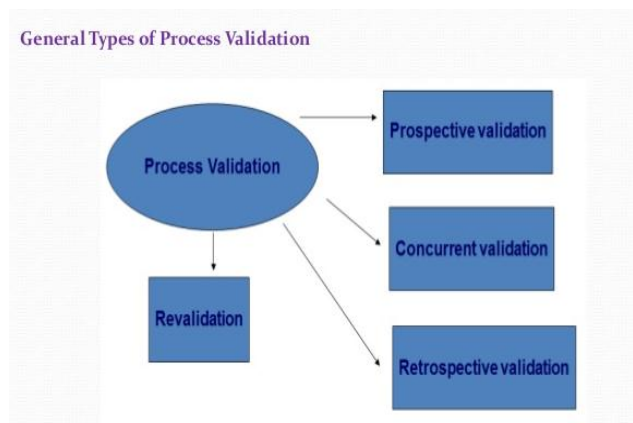 General Types of Process Validation
Prospective validation
Process Validation
Concurrent validation
Revalidation
Retrospective validation